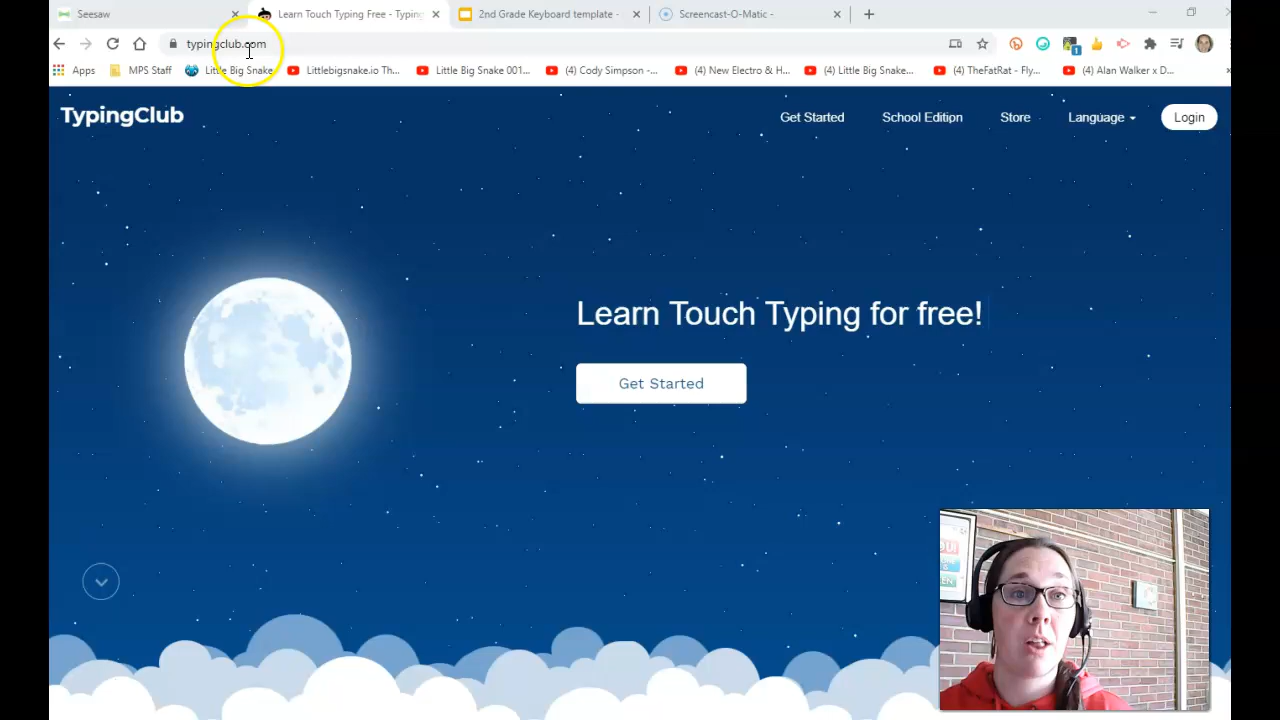 Seesaw
Learn Touch Typing Free - Typing
2nd Grade Keyboard template -
Screencast-O-Matic -
typingclub.com
Apps
MPS Staff
Little Big Snake
Littlebigsnake.io Th...
Little Big Snake 001...
(4) Cody Simpson -...
(4) New Electro & H...
(4) Little Big Snake...
(4) TheFatRat - Fly...
(4) Alan Walker x D...
TypingClub
Get Started
School Edition
Store
Language
Login
Learn Touch Typing for free!
Get Started